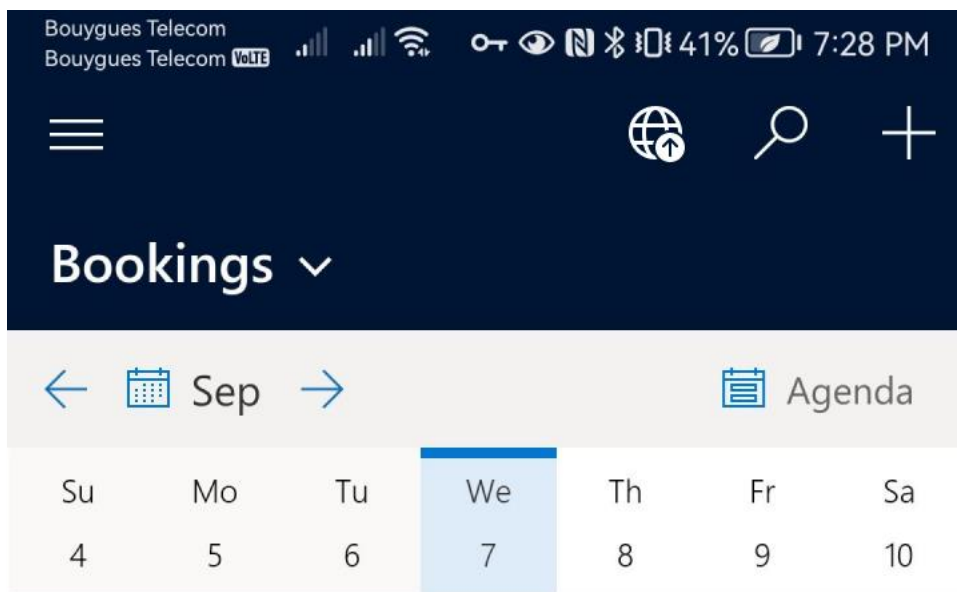 Bouygues Telecom
Bouygues Telecom VoLTE 41% 7:28 PM
Bookings
Sep Agenda
Su Mo Tu We Th Fr Sa
4 5 6 7 8 9 10